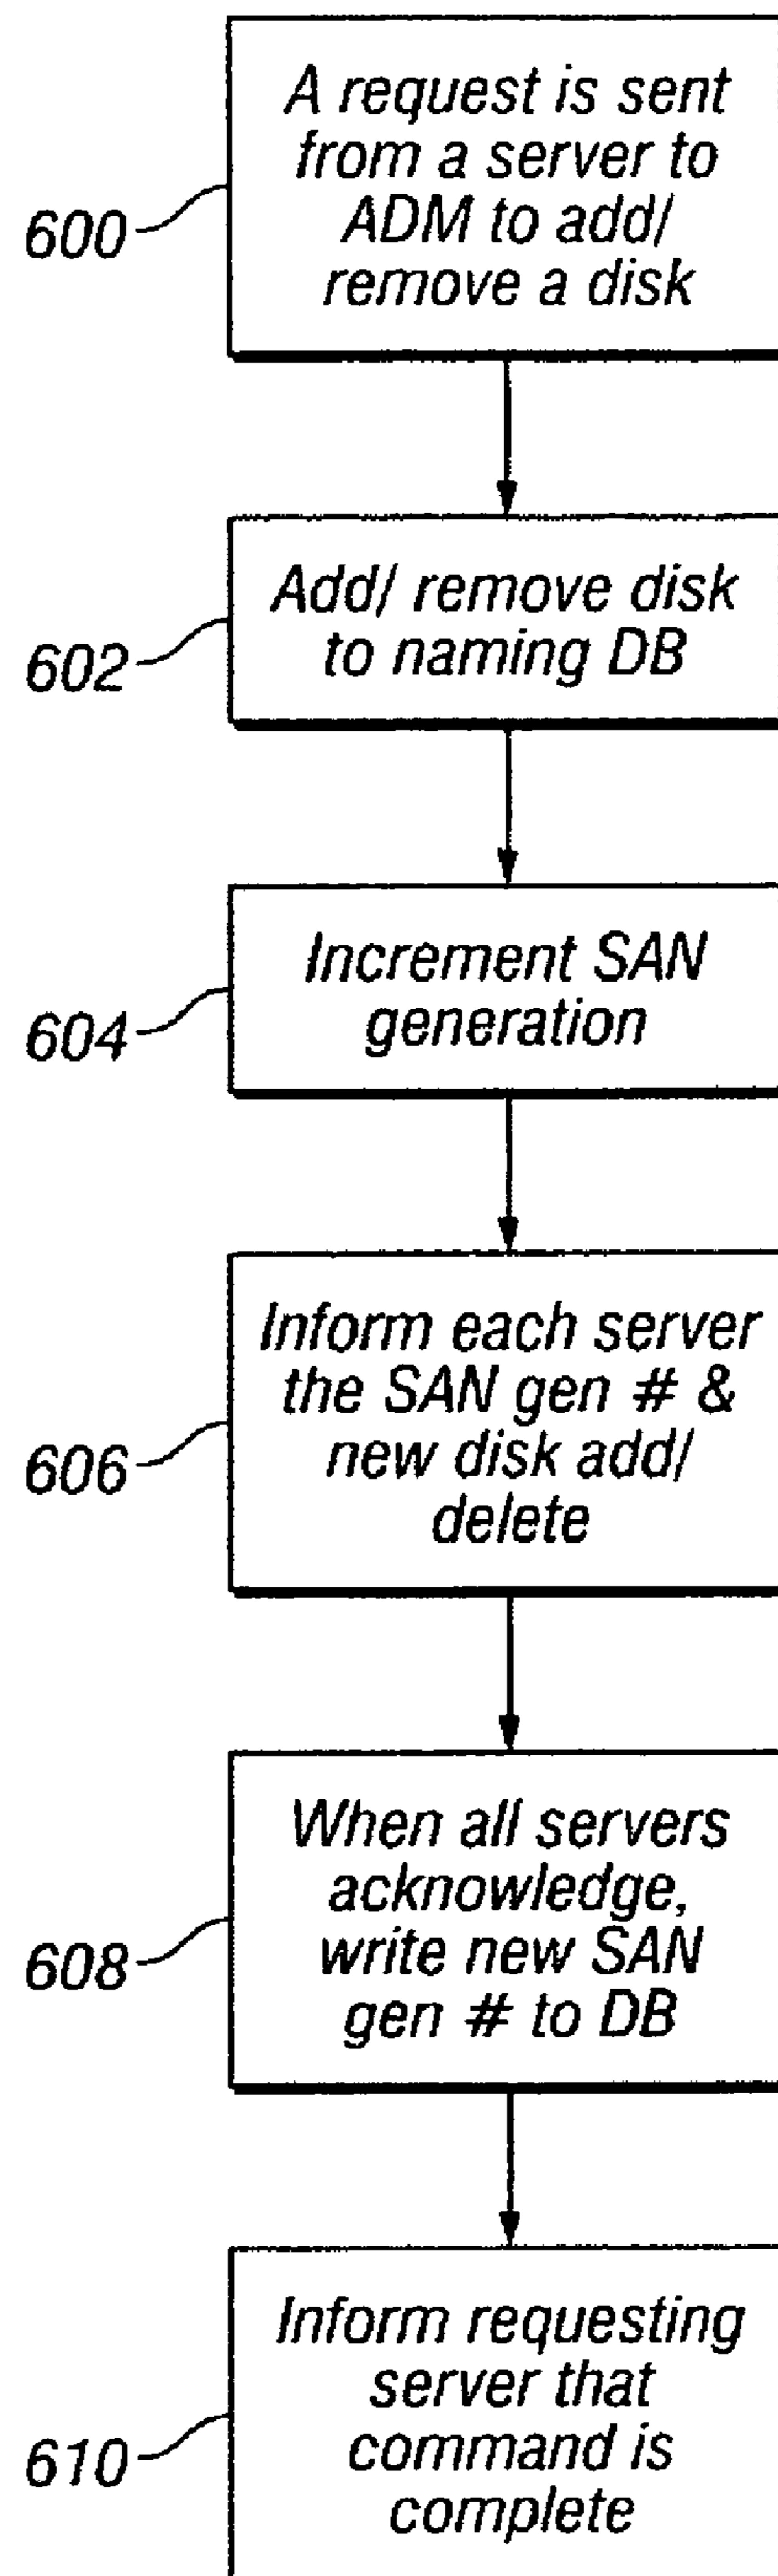 A request is sent
from a server to
ADM to add/
remove a disk
600
Add/ remove disk
to naming DB
602
Increment SAN
generation
604
Inform each server
the SAN gen # &
new disk add/
delete
606
When all servers
acknowledge,
write new SAN
gen # to DB
608
Inform requesting
server that
command is
complete
610